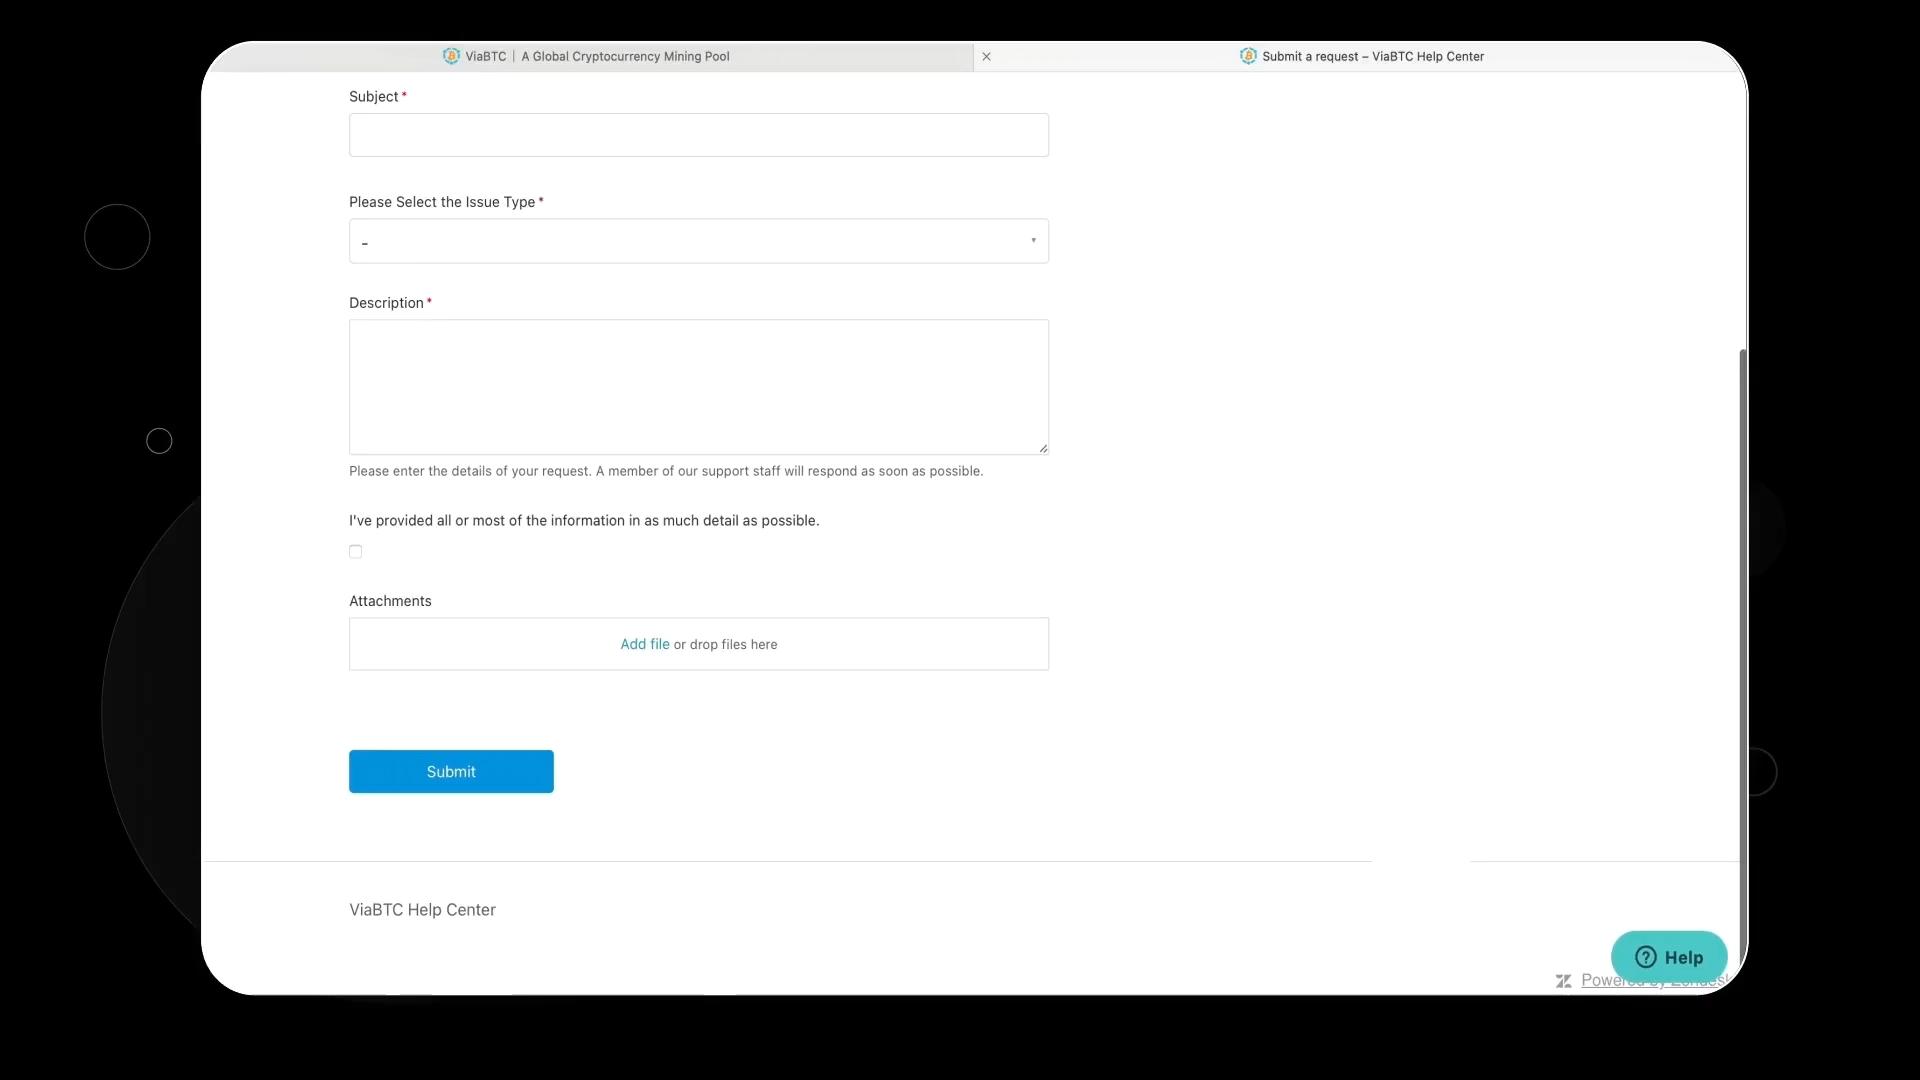 ViaBTC | A Global Cryptocurrency Mining Pool
Submit a request – ViaBTC Help Center
Subject *
Please Select the Issue Type *
-
Description *
Please enter the details of your request. A member of our support staff will respond as soon as possible.
I've provided all or most of the information in as much detail as possible.
Attachments
Add file or drop files here
Submit
ViaBTC Help Center
Help
Powered by Zendesk